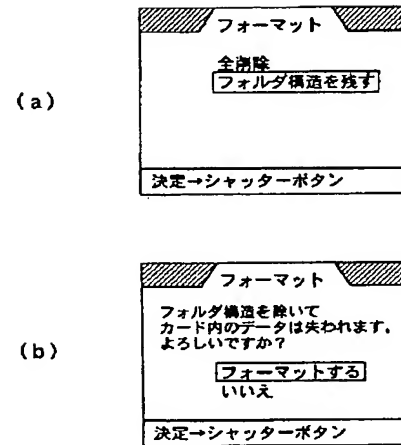 (a)
フォーマット
全削除
フォルダ構造を残す
決定→シャッターボタン
(b)
フォーマット
フォルダ構造を除いて
カード内のデータは失われます。
よろしいですか?
フォーマットする
いいえ
決定→シャッターボタン